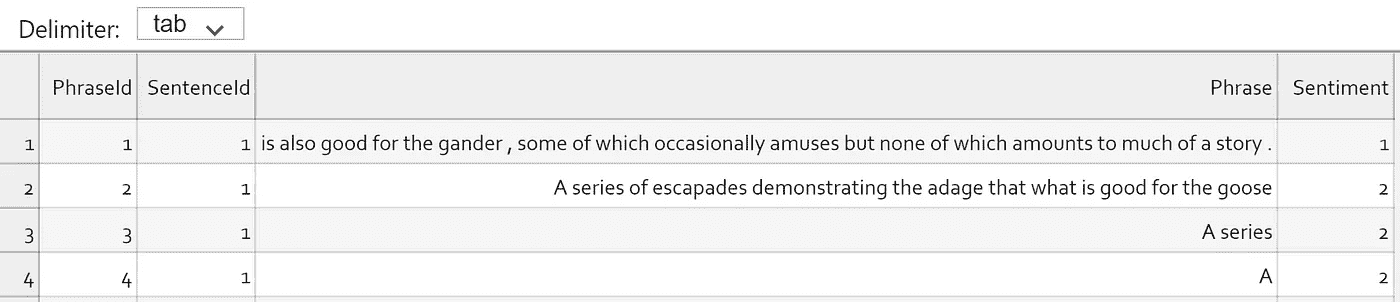 Delimiter: tab
PhraseId SentenceId Phrase Sentiment
1 1 1 is also good for the gander , some of which occasionally amuses but none of which amounts to much of a story . 1
2 2 1 A series of escapades demonstrating the adage that what is good for the goose 2
3 3 1 A series 2
4 4 1 A 2